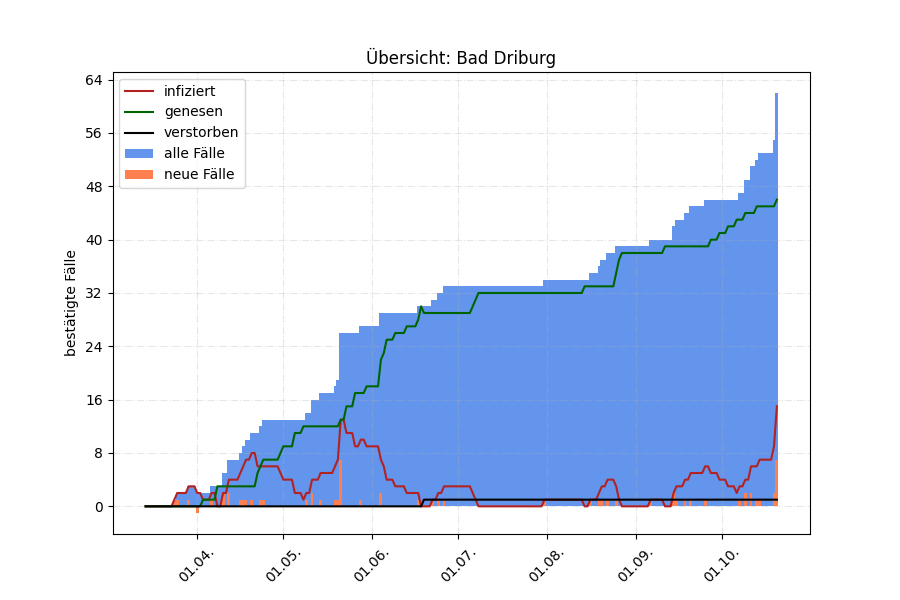 Übersicht: Bad Driburg
infiziert
genesen
verstorben
alle Fälle
neue Fälle
bestätigte Fälle
64
56
48
40
32
24
16
8
0
01.04.
01.05.
01.06.
01.07.
01.08.
01.09.
01.10.